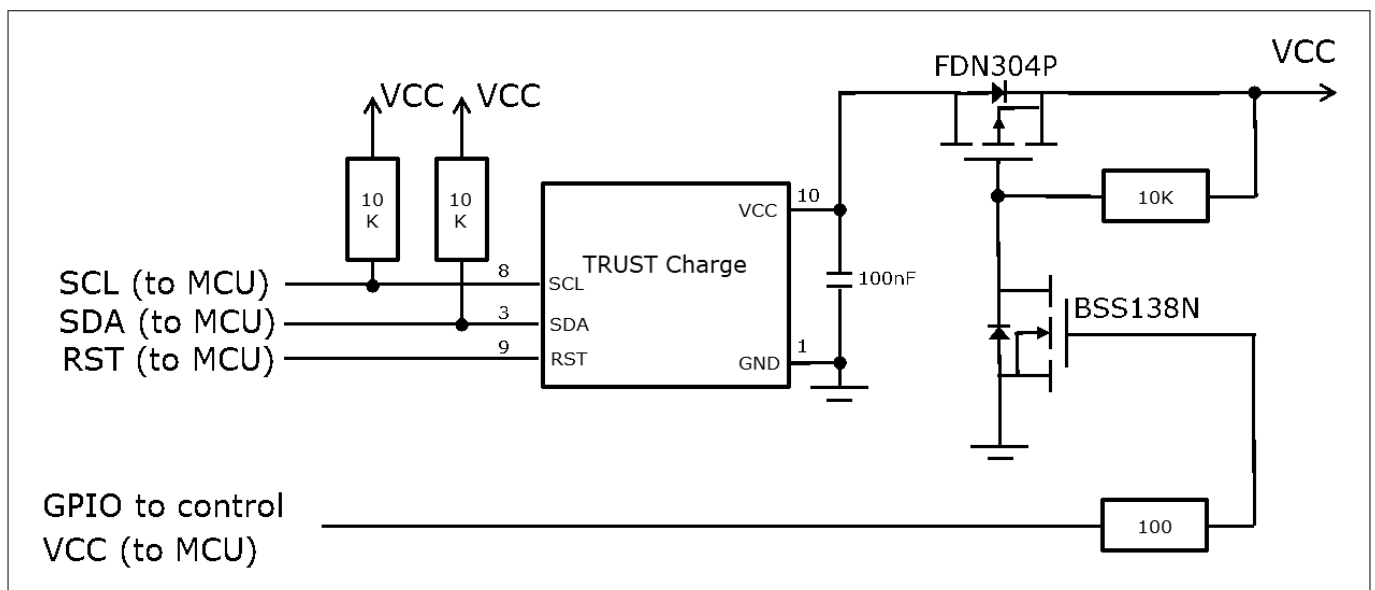 FDN304P
VCC
VCC
VCC
10
K
10
K
10K
TRUST Charge
VCC
10
100nF
SCL (to MCU)
8
SCL
SDA (to MCU)
3
SDA
RST (to MCU)
9
RST
GND
1
BSS138N
GPIO to control
VCC (to MCU)
100